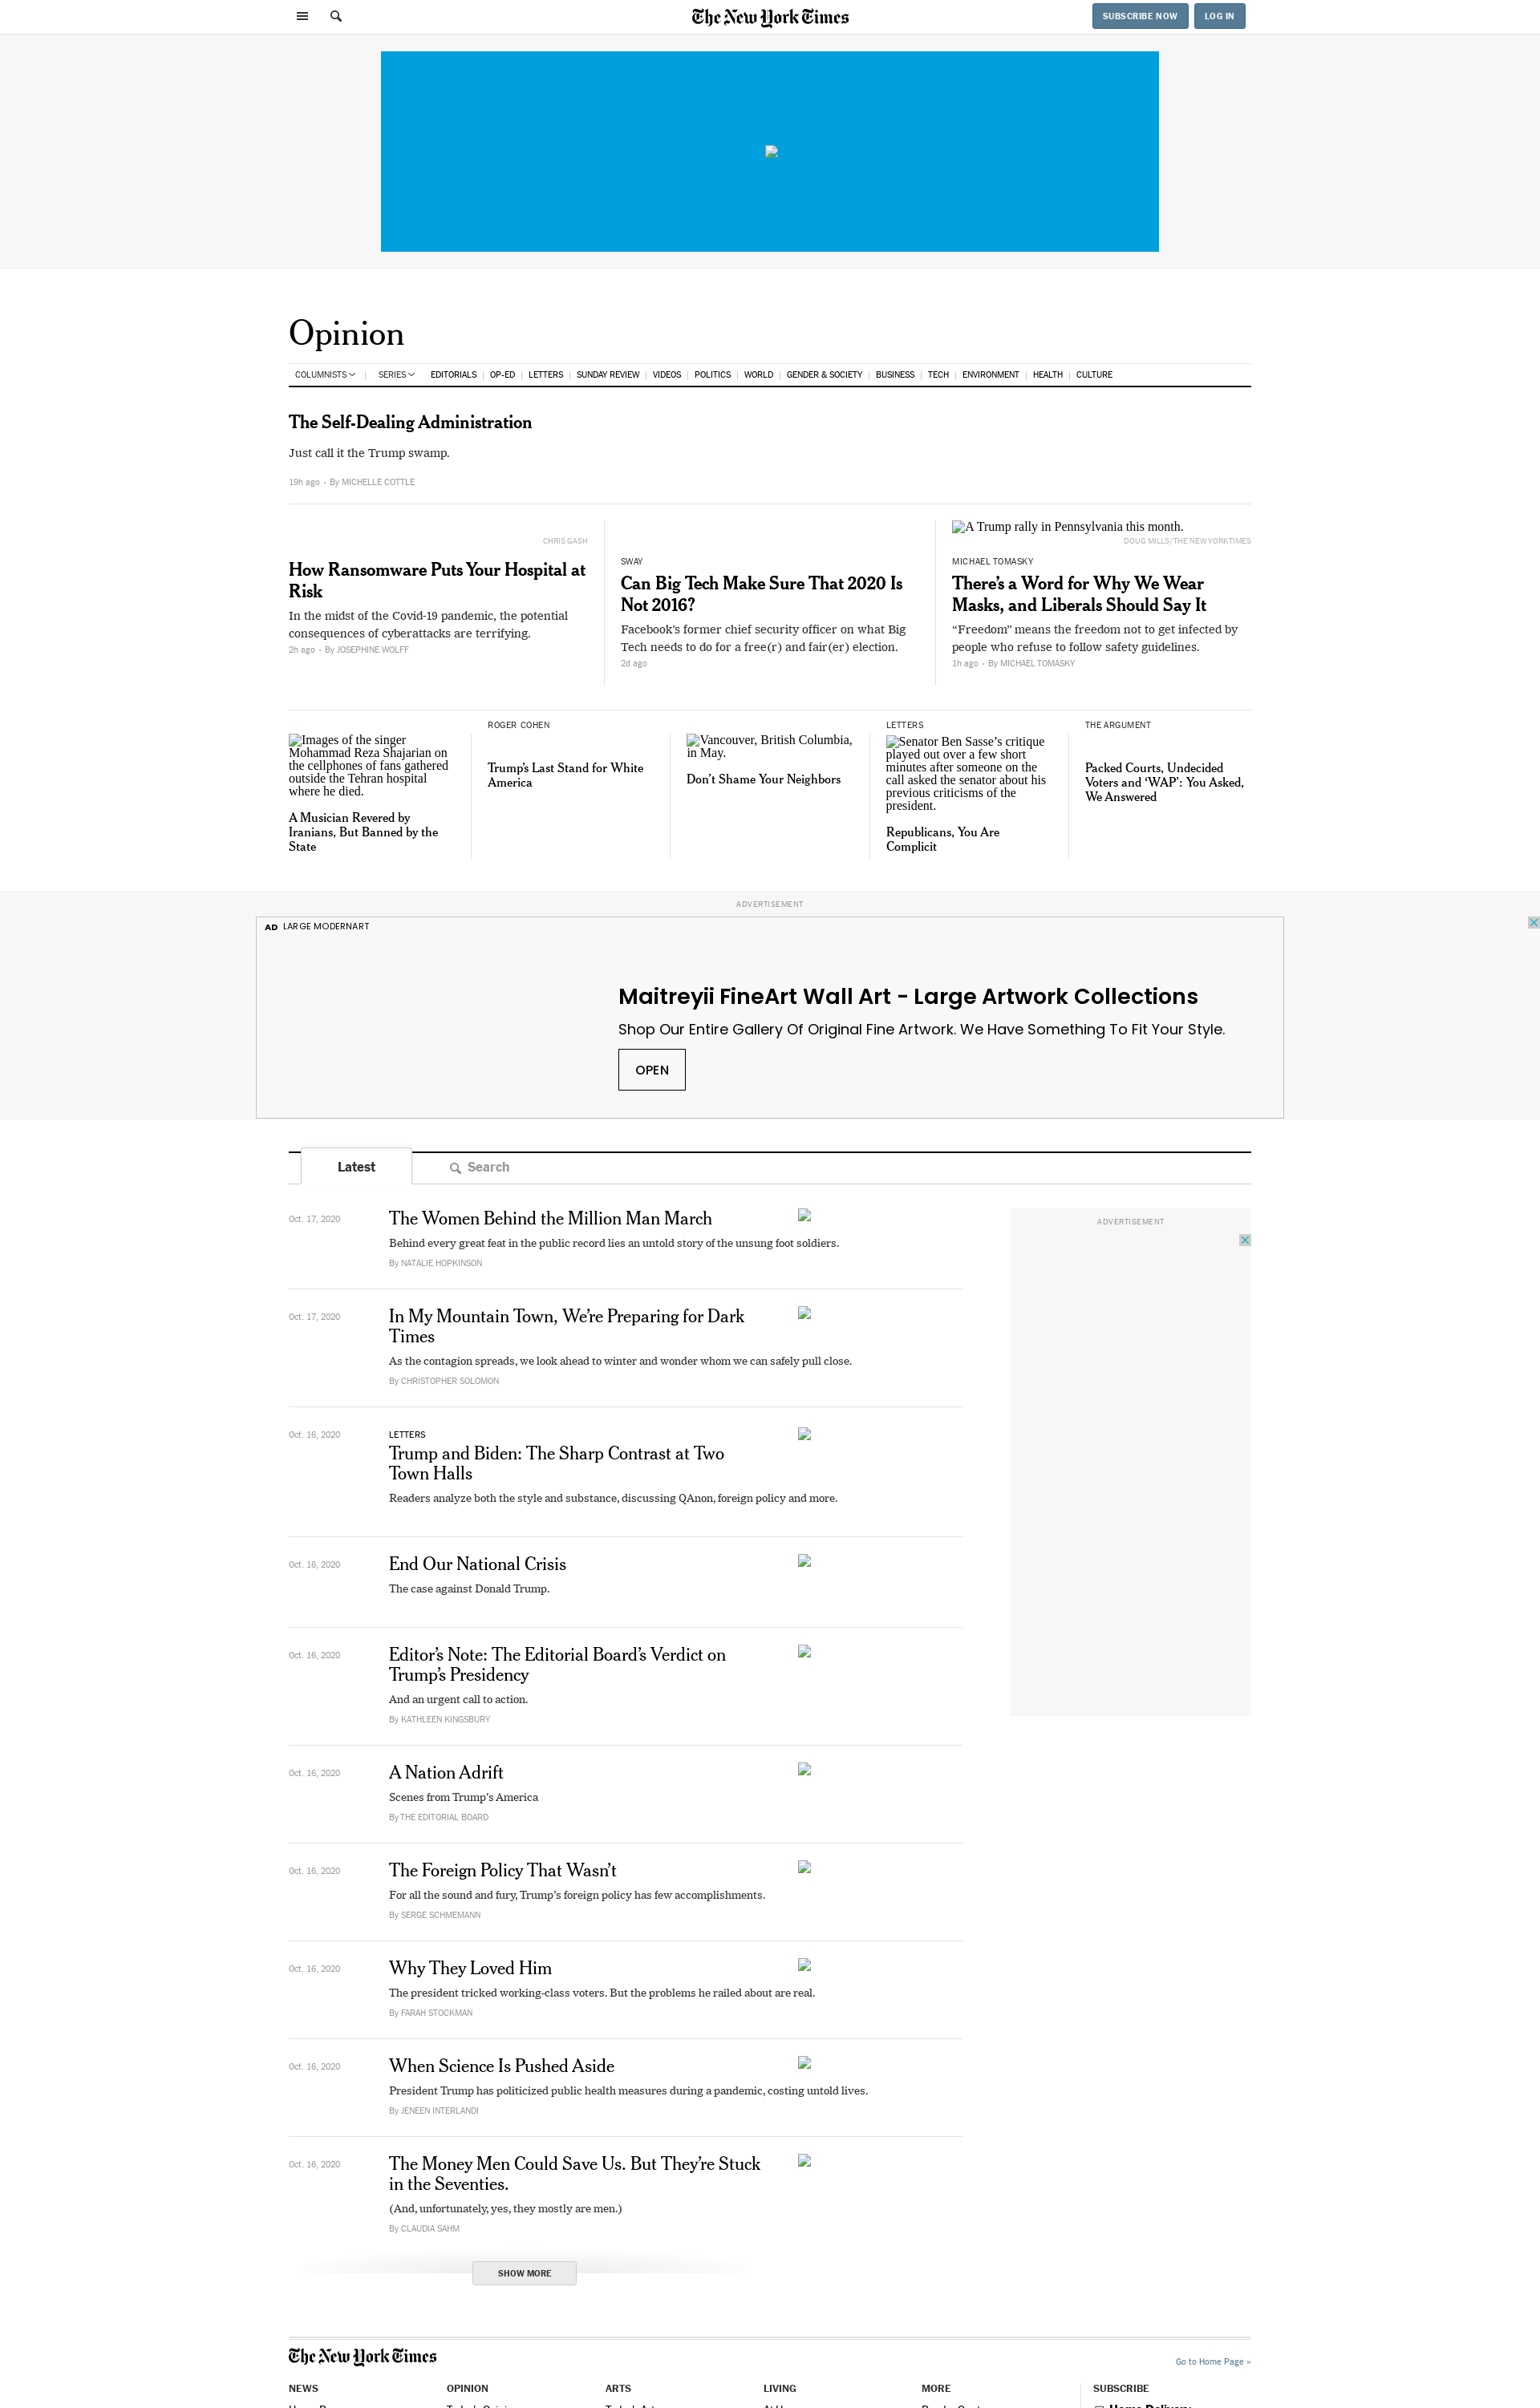 The New York Times
SUBSCRIBE NOW
LOG IN
Opinion
COLUMNISTS
SERIES
EDITORIALS
OP-ED
LETTERS
SUNDAY REVIEW
VIDEOS
POLITICS
WORLD
GENDER & SOCIETY
BUSINESS
TECH
ENVIRONMENT
HEALTH
CULTURE
The Self-Dealing Administration
Just call it the Trump swamp.
19h ago • By MICHELLE COTTLE
CHRIS GASH
How Ransomware Puts Your Hospital at
Risk
In the midst of the Covid-19 pandemic, the potential
consequences of cyberattacks are terrifying.
2h ago • By JOSEPHINE WOLFF
SWAY
Can Big Tech Make Sure That 2020 Is
Not 2016?
Facebook's former chief security officer on what Big
Tech needs to do for a free(r) and fair(er) election.
2d ago
A Trump rally in Pennsylvania this month.
DOUG MILLS/THE NEW YORK TIMES
MICHAEL TOMASKY
There's a Word for Why We Wear
Masks, and Liberals Should Say It
“Freedom” means the freedom not to get infected by
people who refuse to follow safety guidelines.
1h ago • By MICHAEL TOMASKY
Images of the singer
Mohammad Reza Shajarian on
the cellphones of fans gathered
outside the Tehran hospital
where he died.
A Musician Revered by
Iranians, But Banned by the
State
ROGER COHEN
Trump's Last Stand for White
America
Vancouver, British Columbia,
in May.
Don't Shame Your Neighbors
LETTERS
Senator Ben Sasse's critique
played out over a few short
minutes after someone on the
call asked the senator about his
previous criticisms of the
president.
Republicans, You Are
Complicit
THE ARGUMENT
Packed Courts, Undecided
Voters and ‘WAP’: You Asked,
We Answered
ADVERTISEMENT
AD LARGE MODERNART
Maitreyii FineArt Wall Art - Large Artwork Collections
Shop Our Entire Gallery Of Original Fine Artwork. We Have Something To Fit Your Style.
OPEN
Latest
Search
ADVERTISEMENT
Oct. 17, 2020
The Women Behind the Million Man March
Behind every great feat in the public record lies an untold story of the unsung foot soldiers.
By NATALIE HOPKINSON
Oct. 17, 2020
In My Mountain Town, We're Preparing for Dark
Times
As the contagion spreads, we look ahead to winter and wonder whom we can safely pull close.
By CHRISTOPHER SOLOMON
Oct. 16, 2020
LETTERS
Trump and Biden: The Sharp Contrast at Two
Town Halls
Readers analyze both the style and substance, discussing QAnon, foreign policy and more.
Oct. 16, 2020
End Our National Crisis
The case against Donald Trump.
Oct. 16, 2020
Editor's Note: The Editorial Board's Verdict on
Trump's Presidency
And an urgent call to action.
By KATHLEEN KINGSBURY
Oct. 16, 2020
A Nation Adrift
Scenes from Trump's America
By THE EDITORIAL BOARD
Oct. 16, 2020
The Foreign Policy That Wasn't
For all the sound and fury, Trump's foreign policy has few accomplishments.
By SERGE SCHMEMANN
Oct. 16, 2020
Why They Loved Him
The president tricked working-class voters. But the problems he railed about are real.
By FARAH STOCKMAN
Oct. 16, 2020
When Science Is Pushed Aside
President Trump has politicized public health measures during a pandemic, costing untold lives.
By JENEEN INTERLANDI
Oct. 16, 2020
The Money Men Could Save Us. But They're Stuck
in the Seventies.
(And, unfortunately, yes, they mostly are men.)
By CLAUDIA SAHM
SHOW MORE
The New York Times
Go to Home Page »
NEWS
OPINION
ARTS
LIVING
MORE
SUBSCRIBE